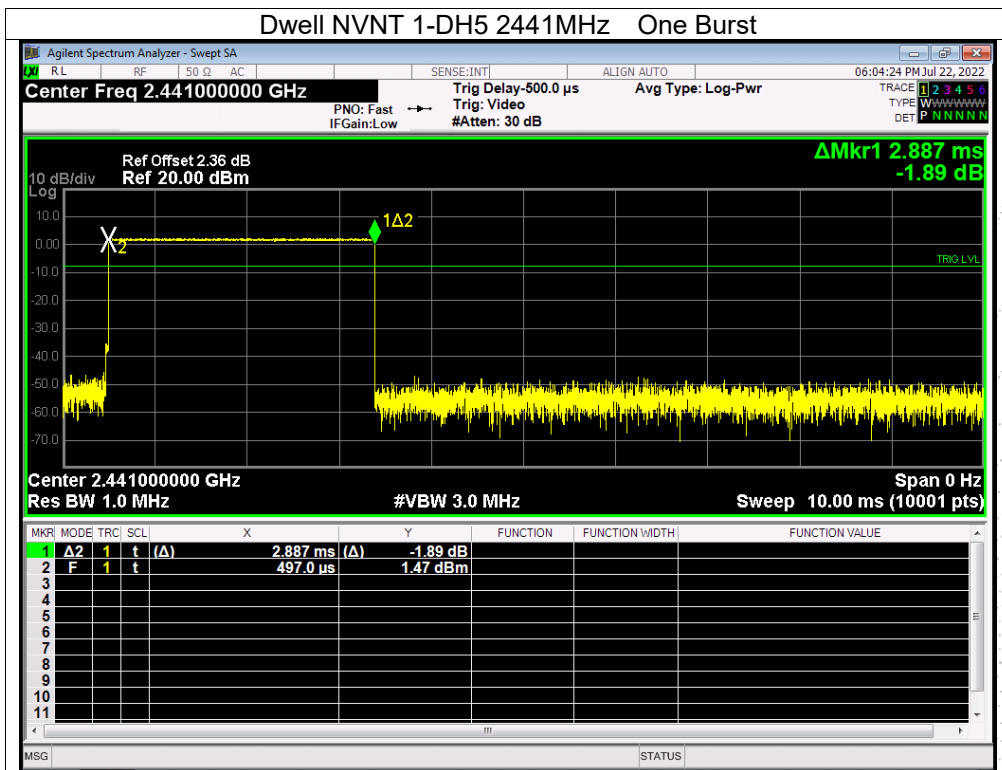 Dwell NVNT 1-DH5 2441MHz One Burst
Agilent Spectrum Analyzer - Swept SA
LXI RL RF 50 Ω AC SENSE:INT ALIGN AUTO 06:04:24 PM Jul 22, 2022
Center Freq 2.441000000 GHz
PNO: Fast
IFGain:Low
Trig Delay-500.0 µs
Trig: Video
#Atten: 30 dB
Avg Type: Log-Pwr
TRACE 1 2 3 4 5 6
TYPE WWWWWW
DET P N N N N N
ΔMkr1 2.887 ms
-1.89 dB
Ref Offset 2.36 dB
10 dB/div Ref 20.00 dBm
Log
10.0
1Δ2
0.00
2
TRIG LVL
-10.0
-20.0
-30.0
-40.0
-50.0
-60.0
-70.0
Center 2.441000000 GHz Span 0 Hz
Res BW 1.0 MHz #VBW 3.0 MHz Sweep 10.00 ms (10001 pts)
MKR MODE TRC SCL X Y FUNCTION FUNCTION WIDTH FUNCTION VALUE
1 Δ2 1 t (Δ) 2.887 ms (Δ) -1.89 dB
2 F 1 t 497.0 µs 1.47 dBm
3
4
5
6
7
8
9
10
11
MSG STATUS